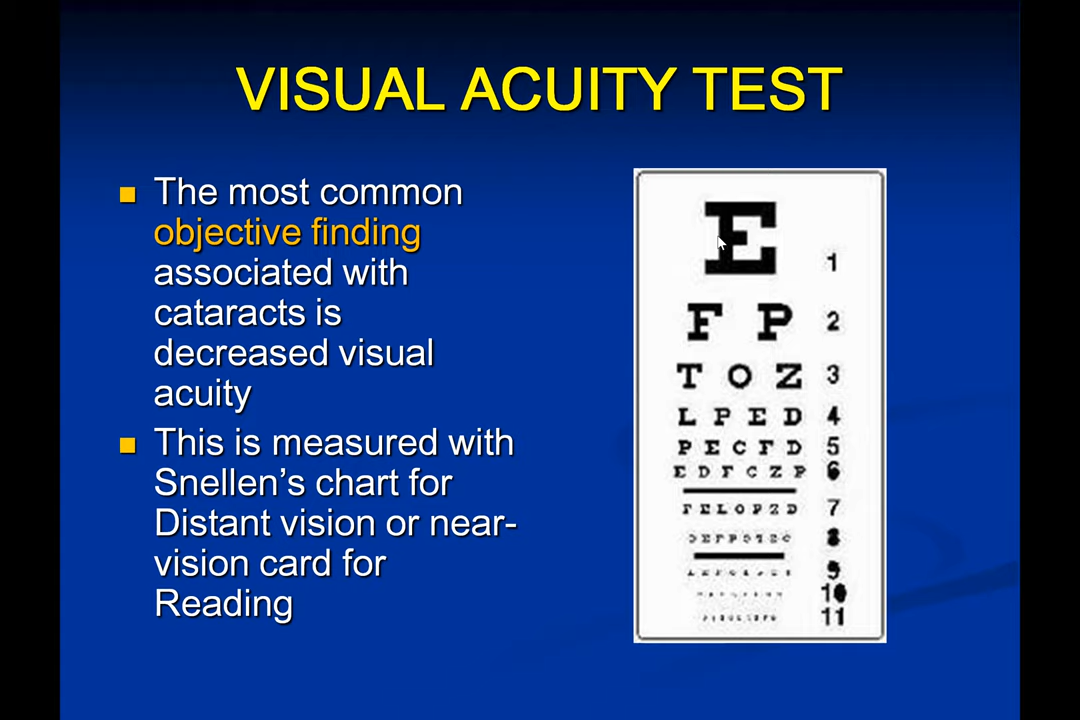 VISUAL ACUITY TEST
The most common
objective finding
associated with
cataracts is
decreased visual
acuity
This is measured with
Snellen’s chart for
Distant vision or near-
vision card for
Reading
E 1
F P 2
T O Z 3
L P E D 4
P E C F D 5
E D F C Z P 6
F E L O P Z D 7
8
9
10
11